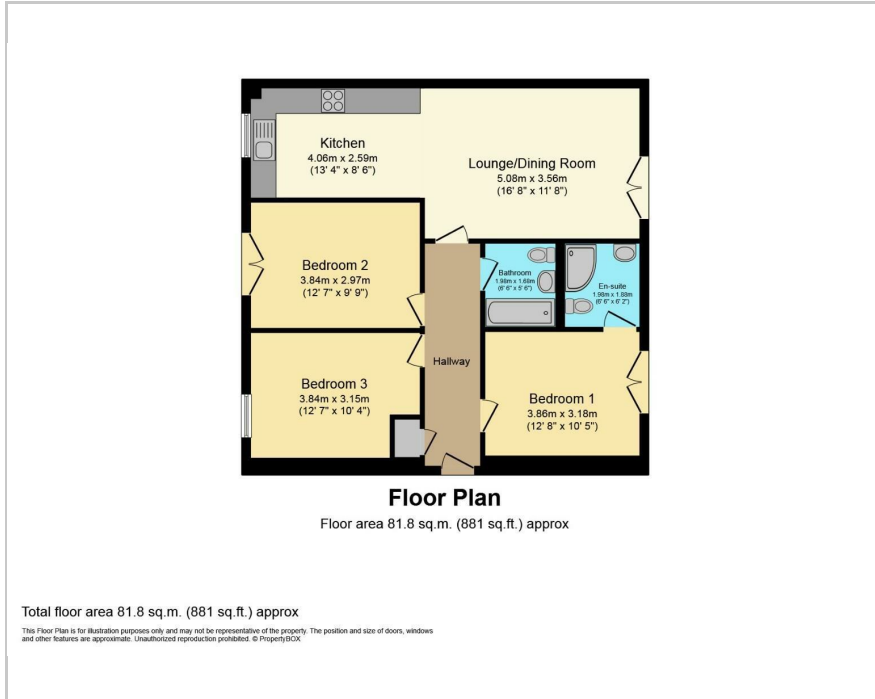 Kitchen
4.06m x 2.59m
(13' 4" x 8' 6")
Lounge/Dining Room
5.08m x 3.56m
(16' 8" x 11' 8")
Bedroom 2
3.84m x 2.97m
(12' 7" x 9' 9")
Bathroom
1.98m x 1.68m
(6' 6" x 5' 6")
En-suite
1.98m x 1.88m
(6' 6" x 6' 2")
Hallway
Bedroom 3
3.84m x 3.15m
(12' 7" x 10' 4")
Bedroom 1
3.86m x 3.18m
(12' 8" x 10' 5")
Floor Plan
Floor area 81.8 sq.m. (881 sq.ft.) approx
Total floor area 81.8 sq.m. (881 sq.ft.) approx
This Floor Plan is for illustration purposes only and may not be representative of the property. The position and size of doors, windows
and other features are approximate. Unauthorized reproduction prohibited. © PropertyBOX